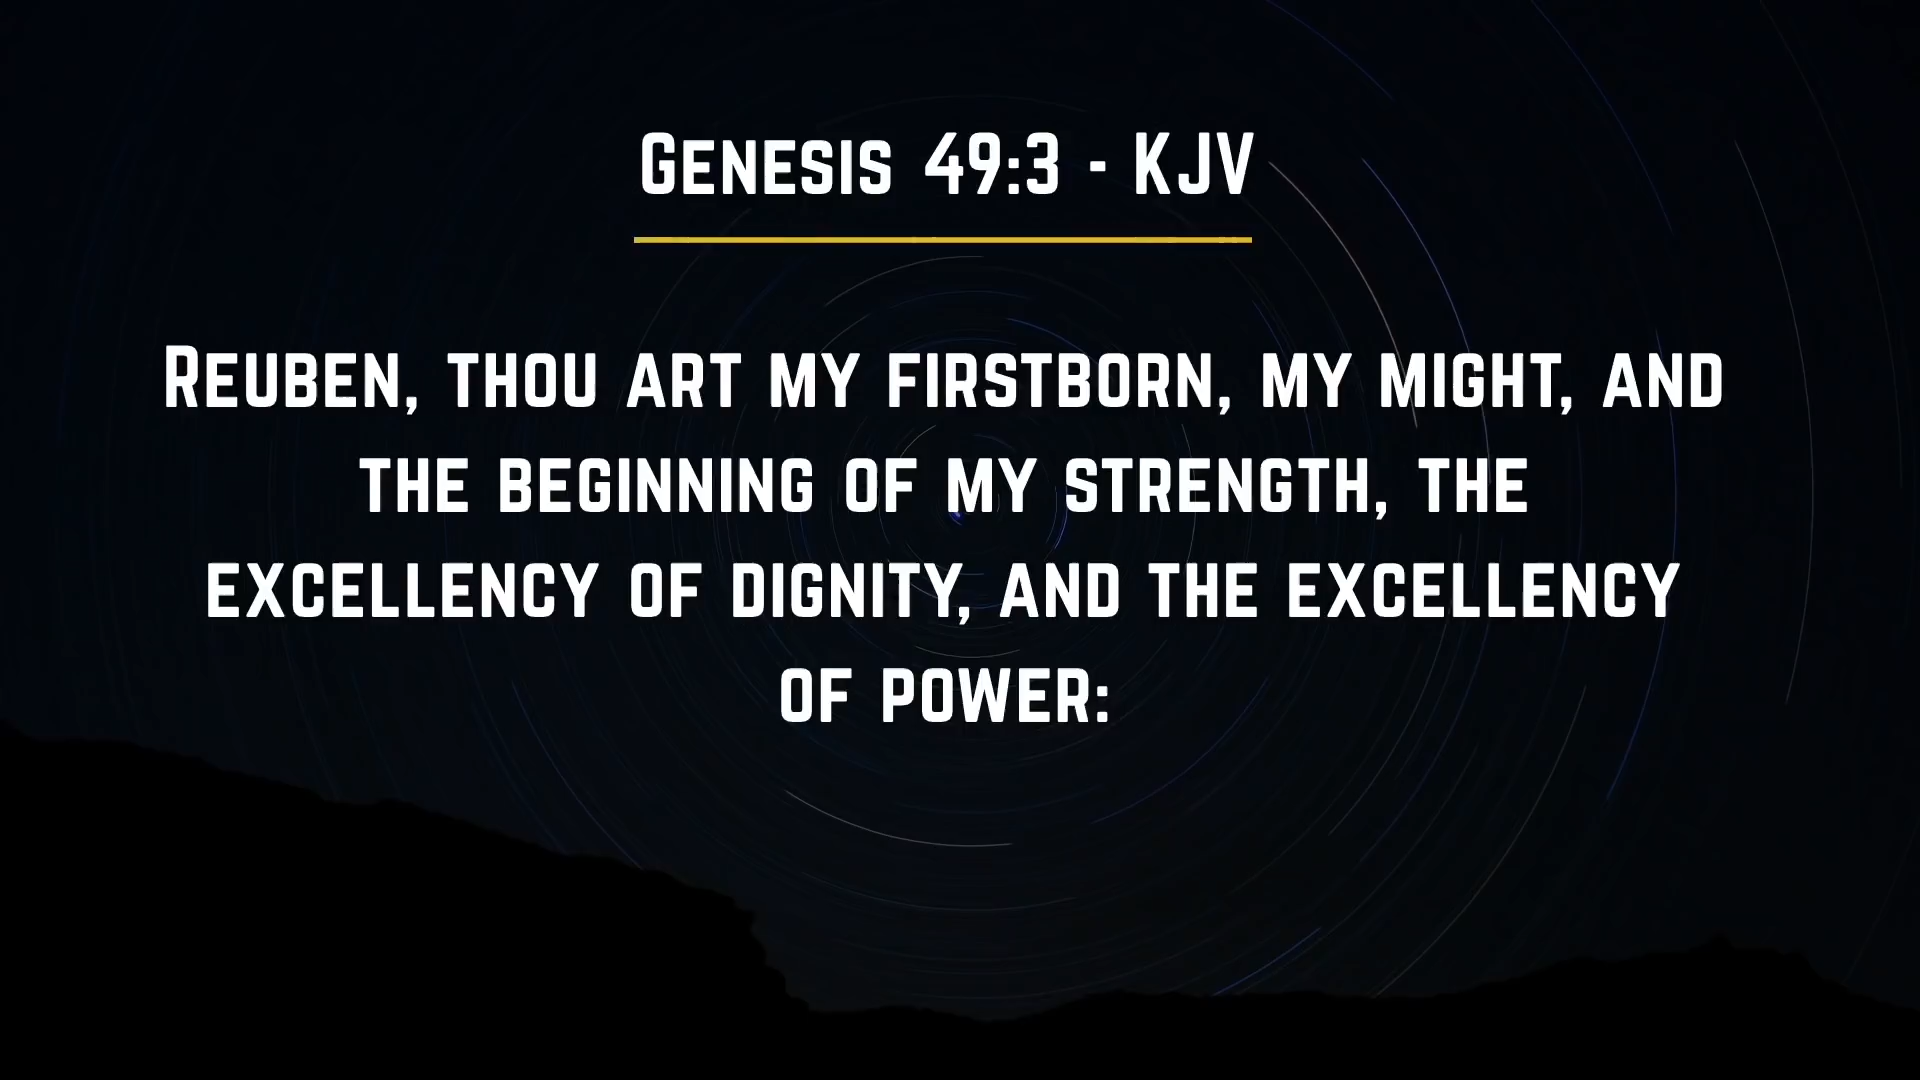 Genesis 49:3 - KJV
Reuben, thou art my firstborn, my might, and
the beginning of my strength, the
excellency of dignity, and the excellency
of power: